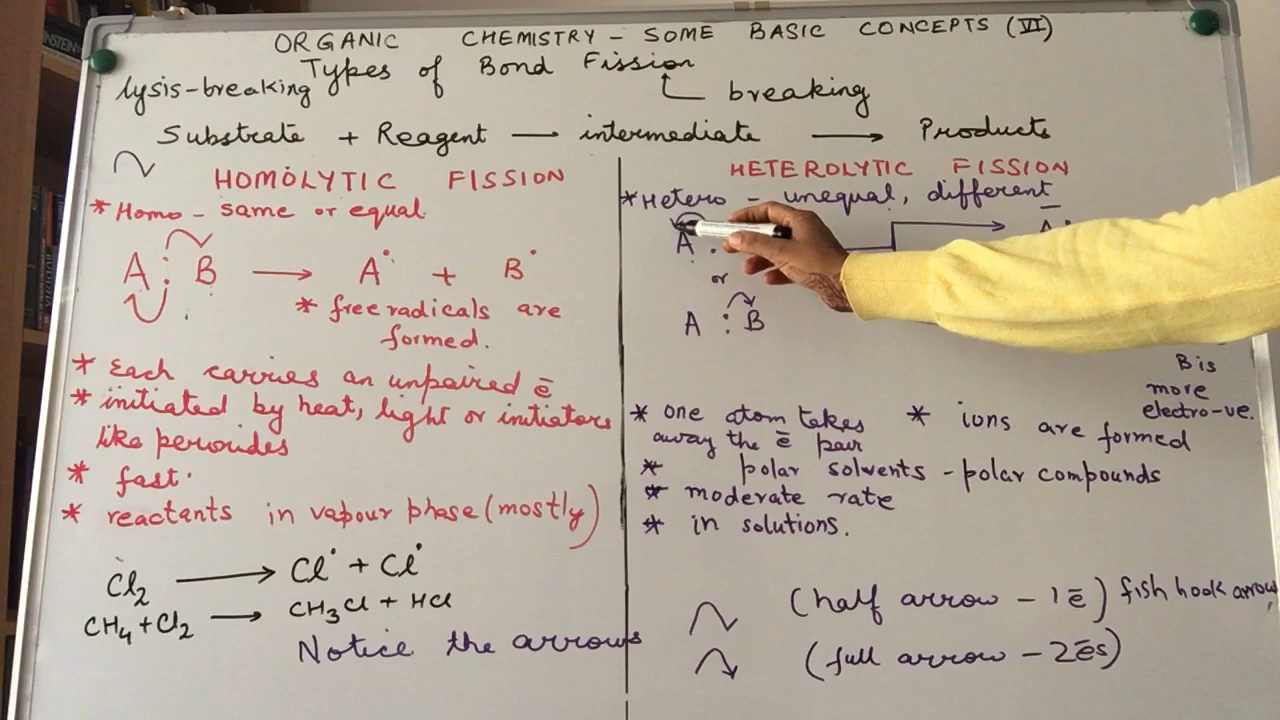 ORGANIC CHEMISTRY - SOME BASIC CONCEPTS (VI)
Types of Bond Fission
lysis-breaking
breaking
Substrate + Reagent → intermediate → Products
HOMOLYTIC FISSION
* Homo - same or equal
A : B → A• + B•
* free radicals are
formed.
* Each carries an unpaired ē
* initiated by heat, light or initiators
like peroxides
* fast.
* reactants in vapour phase (mostly)
Cl₂ → Cl• + Cl•
CH₄ + Cl₂ → CH₃Cl + HCl
Notice the arrows
HETEROLYTIC FISSION
* Hetero - unequal, different
A
or
A : B
B is
more
electro-ve.
* one atom takes
away the ē pair
* ions are formed
* polar solvents - polar compounds
* moderate rate
* in solutions.
(half arrow - 1ē) fish hook arrow
(full arrow - 2ēs)